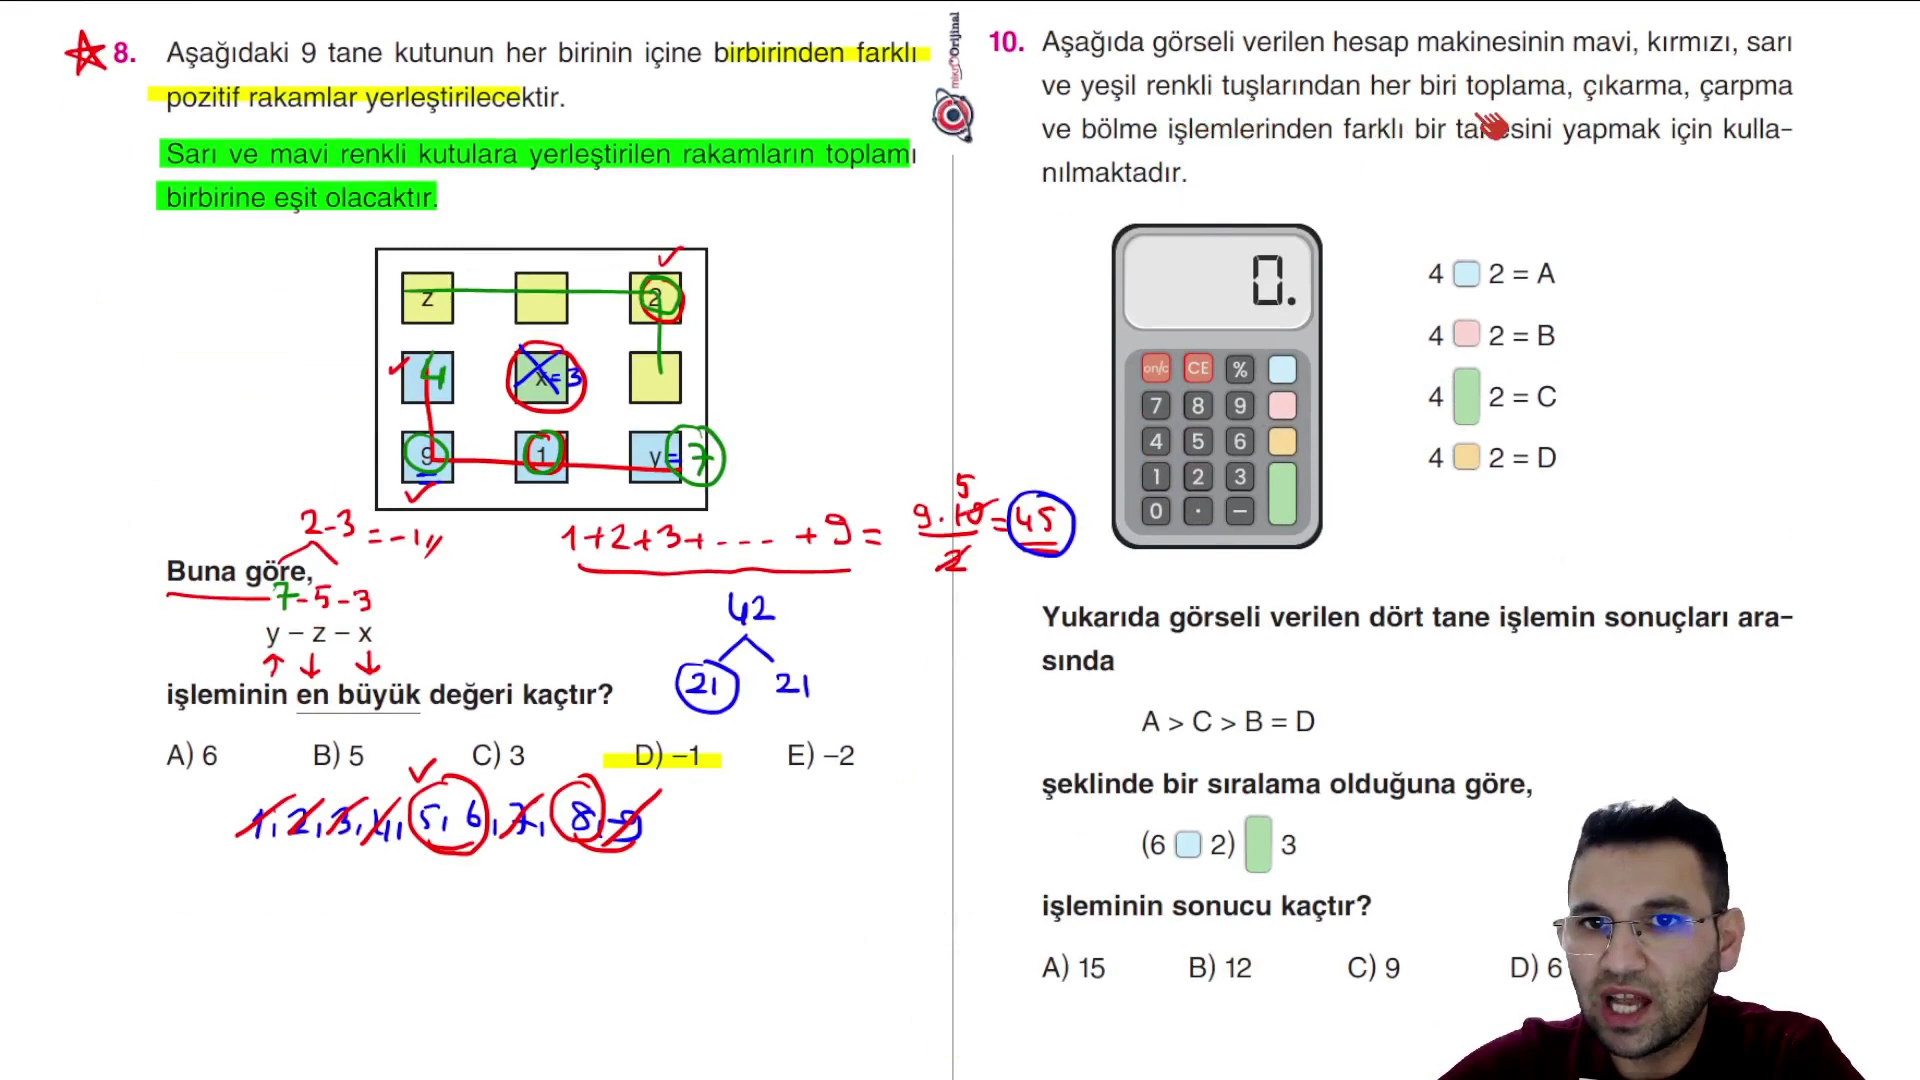 8. Aşağıdaki 9 tane kutunun her birinin içine birbirinden farklı
pozitif rakamlar yerleştirilecektir.
Sarı ve mavi renkli kutulara yerleştirilen rakamların toplamı
birbirine eşit olacaktır.
z 2
4 x = 3
9 1 y = 7
2-3 = -1
1+2+3+ .... +9 = 9.10 5 / 2 = 45
Buna göre,
7-5-3
y – z – x
42
21 21
işleminin en büyük değeri kaçtır?
A) 6 B) 5 C) 3 D) –1 E) –2
1, 2, 3, 4, 5, 6, 7, 8, 9
mikro Orijinal
10. Aşağıda görseli verilen hesap makinesinin mavi, kırmızı, sarı
ve yeşil renkli tuşlarından her biri toplama, çıkarma, çarpma
ve bölme işlemlerinden farklı bir tanesini yapmak için kulla-
nılmaktadır.
0.
on/c CE %
7 8 9
4 5 6
1 2 3
0 · –
4 2 = A
4 2 = B
4 2 = C
4 2 = D
Yukarıda görseli verilen dört tane işlemin sonuçları ara-
sında
A > C > B = D
şeklinde bir sıralama olduğuna göre,
(6 2) 3
işleminin sonucu kaçtır?
A) 15 B) 12 C) 9 D) 6